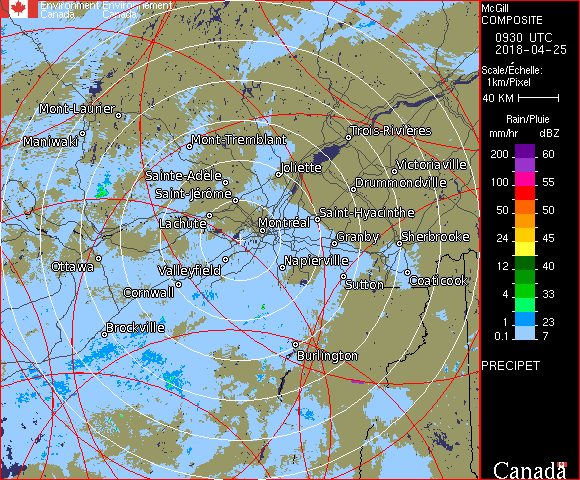 Environment Environnement
Canada Canada
McGill
COMPOSITE
0930 UTC
2018-04-25
Scale/Échelle:
1km/Pixel
40 KM
Rain/Pluie
mm/hr dBZ
200 60
100 55
50 50
24 45
12 40
4 33
1 23
0.1 7
PRECIPET
Canada
Mont-Laurier
Maniwaki
Mont-Tremblant
Trois-Rivières
Sainte-Adèle
Joliette
Victoriaville
Saint-Jérôme
Drummondville
Lachute
Saint-Hyacinthe
Montréal
Granby
Sherbrooke
Ottawa
Valleyfield
Napierville
Cornwall
Sutton
Coaticook
Brockville
Burlington